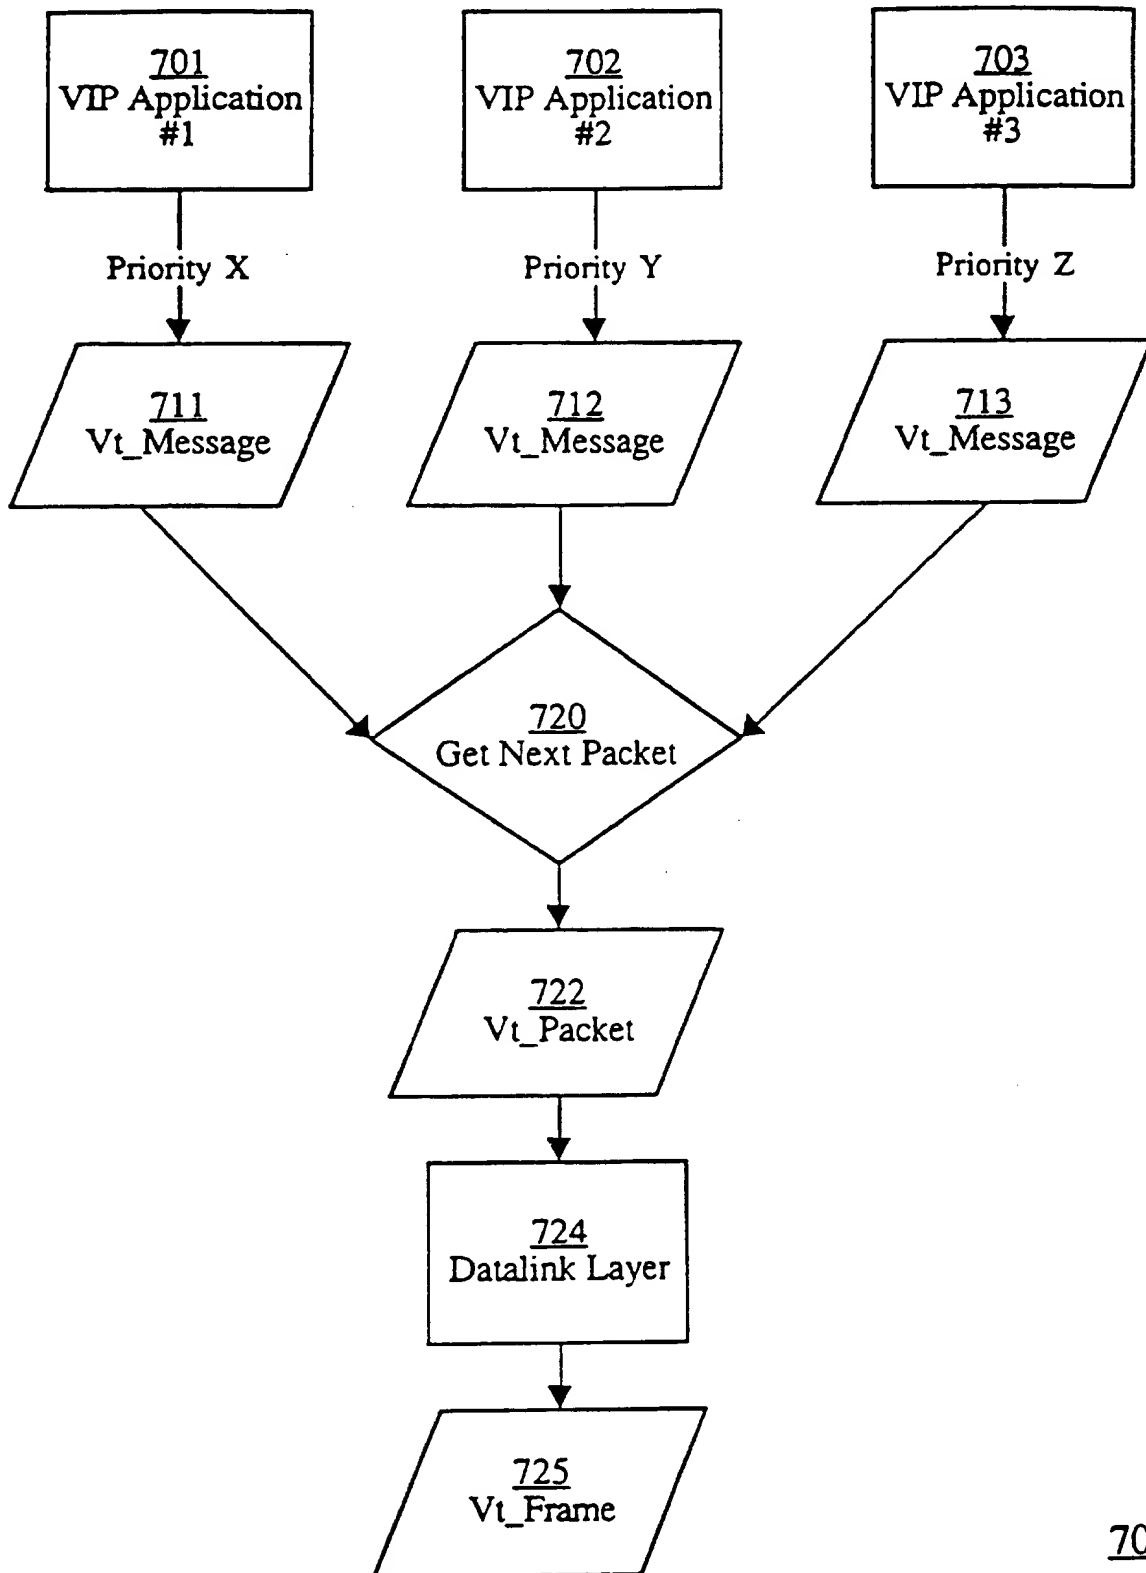 701
VIP Application
#1
702
VIP Application
#2
703
VIP Application
#3
Priority X
Priority Y
Priority Z
711
Vt_Message
712
Vt_Message
713
Vt_Message
720
Get Next Packet
722
Vt_Packet
724
Datalink Layer
725
Vt_Frame
70